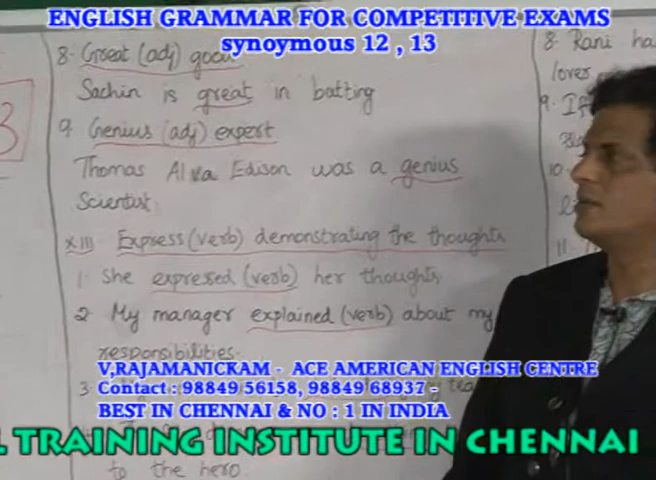 ENGLISH GRAMMAR FOR COMPETITIVE EXAMS
synoymous 12 , 13
8. Great (adj) good
Sachin is great in batting
9. Genius (adj) expert
Thomas Alva Edison was a genius
Scientist
XIII Express (verb) demonstrating the thoughts
1. She expressed (verb) her thoughts
2. My manager explained (verb) about my
responsibilities.
3.
to the hero.
8. Rani ha
lover
9.
10
11
3
V,RAJAMANICKAM - ACE AMERICAN ENGLISH CENTRE
Contact : 98849 56158, 98849 68937 -
BEST IN CHENNAI & NO : 1 IN INDIA
L TRAINING INSTITUTE IN CHENNAI